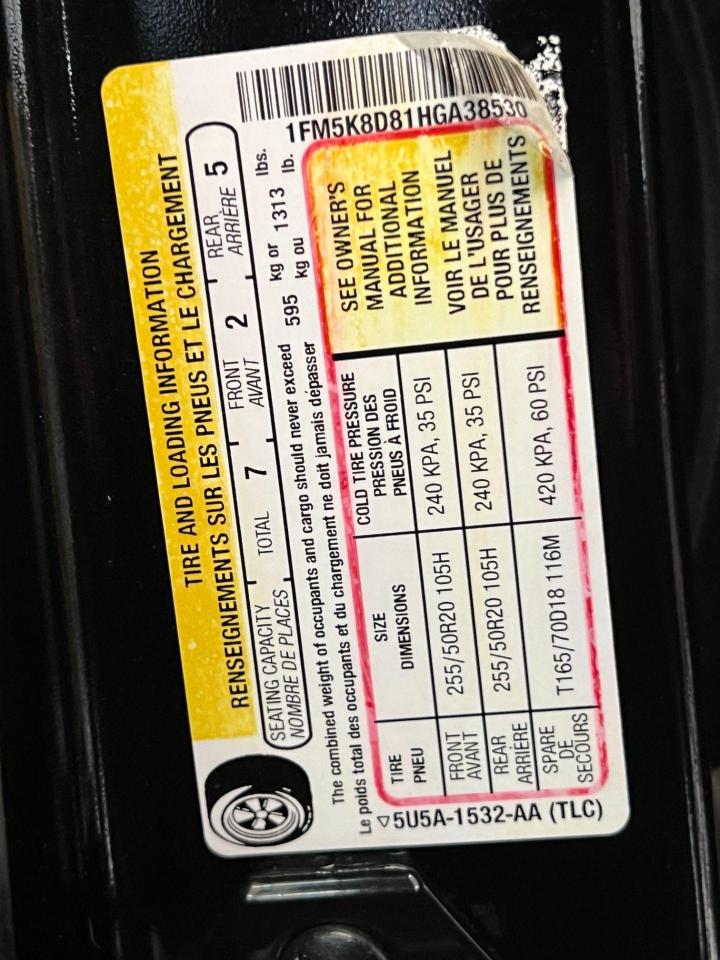 TIRE AND LOADING INFORMATION
RENSEIGNEMENTS SUR LES PNEUS ET LE CHARGEMENT
SEATING CAPACITY TOTAL 7 FRONT 2 REAR 5
NOMBRE DE PLACES AVANT ARRIÈRE
The combined weight of occupants and cargo should never exceed 595 kg or 1313 lbs.
Le poids total des occupants et du chargement ne doit jamais dépasser kg ou lb.
1FM5K8D81HGA38530
TIRE SIZE COLD TIRE PRESSURE
PNEU DIMENSIONS PRESSION DES
PNEUS À FROID
FRONT 255/50R20 105H 240 KPA, 35 PSI
AVANT
REAR 255/50R20 105H 240 KPA, 35 PSI
ARRIÈRE
SPARE T165/70D18 116M 420 KPA, 60 PSI
DE
SECOURS
SEE OWNER'S
MANUAL FOR
ADDITIONAL
INFORMATION
VOIR LE MANUEL
DE L'USAGER
POUR PLUS DE
RENSEIGNEMENTS
5U5A-1532-AA (TLC)